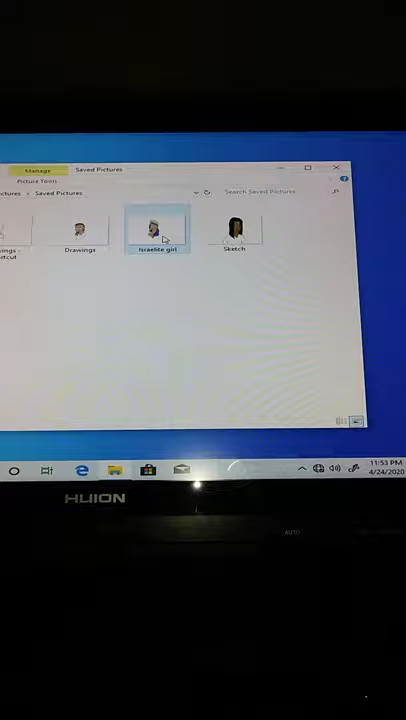 Manage
Saved Pictures
Picture Tools
Saved Pictures
Search Saved Pictures
Drawings
Israelite girl
Sketch
11:53 PM
4/24/2020
HUION
AUTO